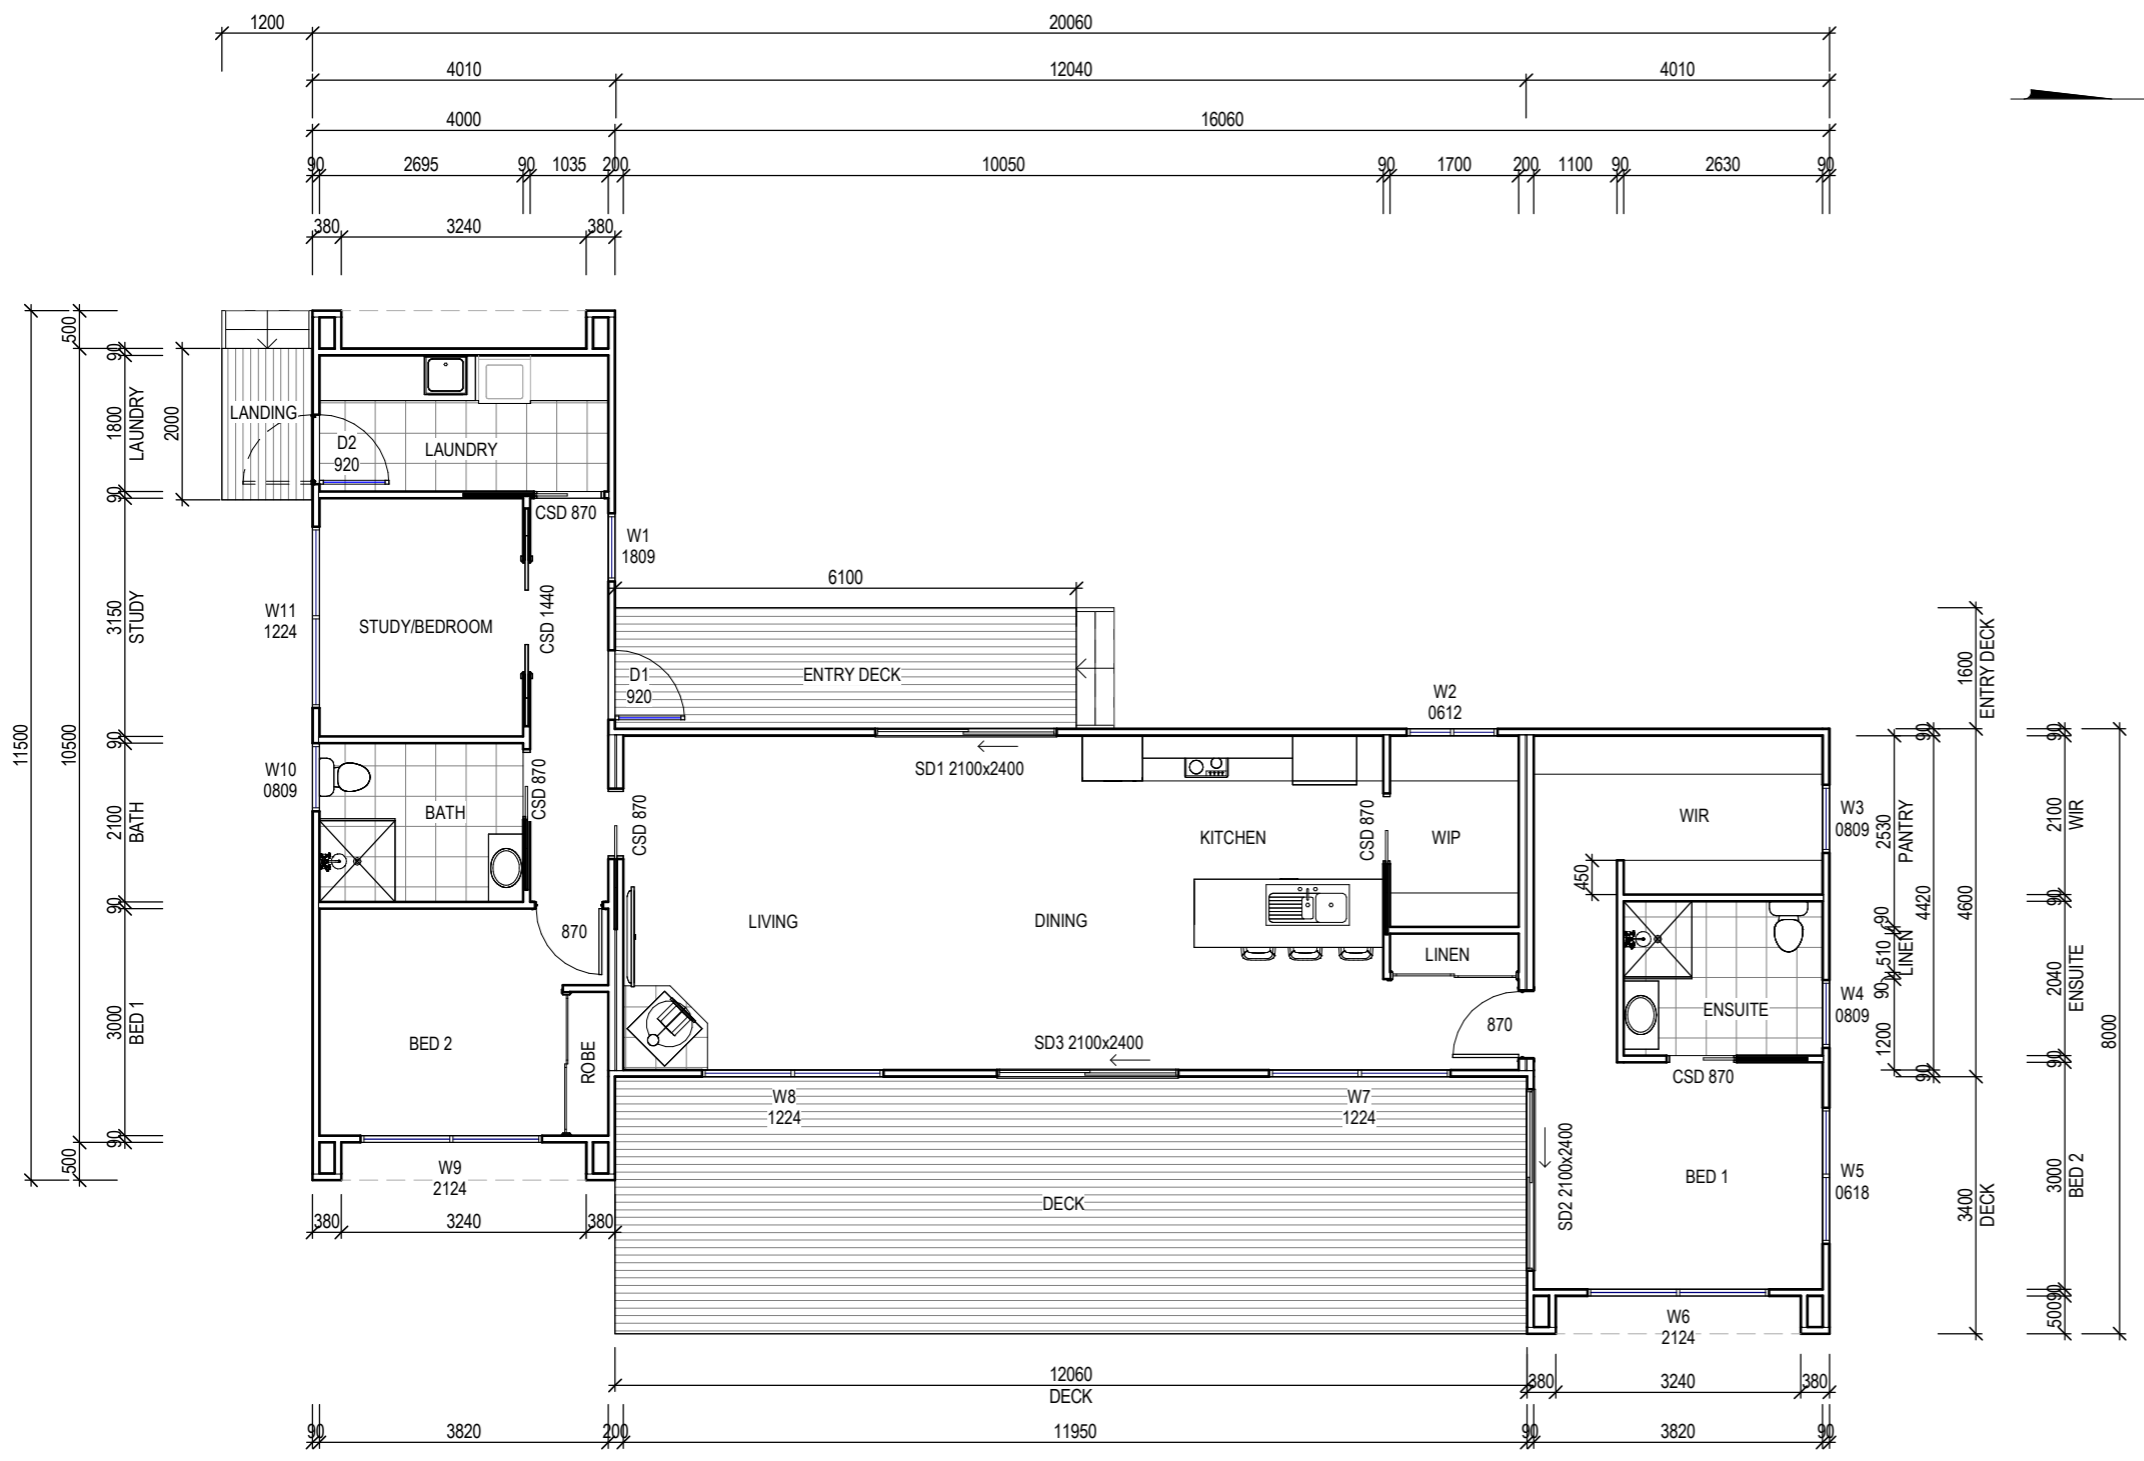 1200
20060
4010
12040
4010
4000
16060
90
2695
90
1035
200
10050
90
1700
200
1100
90
2630
90
380
3240
380
11500
500
10500
90
1800
LAUNDRY
2000
90
3150
STUDY
90
2100
BATH
90
3000
BED 1
90
500
LANDING
D2
920
LAUNDRY
CSD 870
W1
1809
W11
1224
STUDY/BEDROOM
CSD 1440
6100
D1
920
ENTRY DECK
W2
0612
W10
0809
BATH
CSD 870
CSD 870
SD1 2100x2400
KITCHEN
CSD 870
WIP
WIR
W3
0809
450
870
LIVING
DINING
LINEN
ENSUITE
W4
0809
BED 2
ROBE
870
SD3 2100x2400
CSD 870
W8
1224
W7
1224
SD2 2100x2400
BED 1
W5
0618
W9
2124
DECK
W6
2124
1600
ENTRY DECK
90
2530
PANTRY
90
510
LINEN
90
1200
90
4420
90
4600
3400
DECK
90
2100
WIR
90
2040
ENSUITE
90
3000
BED 2
90
500
8000
380
3240
380
12060
DECK
380
3240
380
90
3820
200
11950
90
3820
90